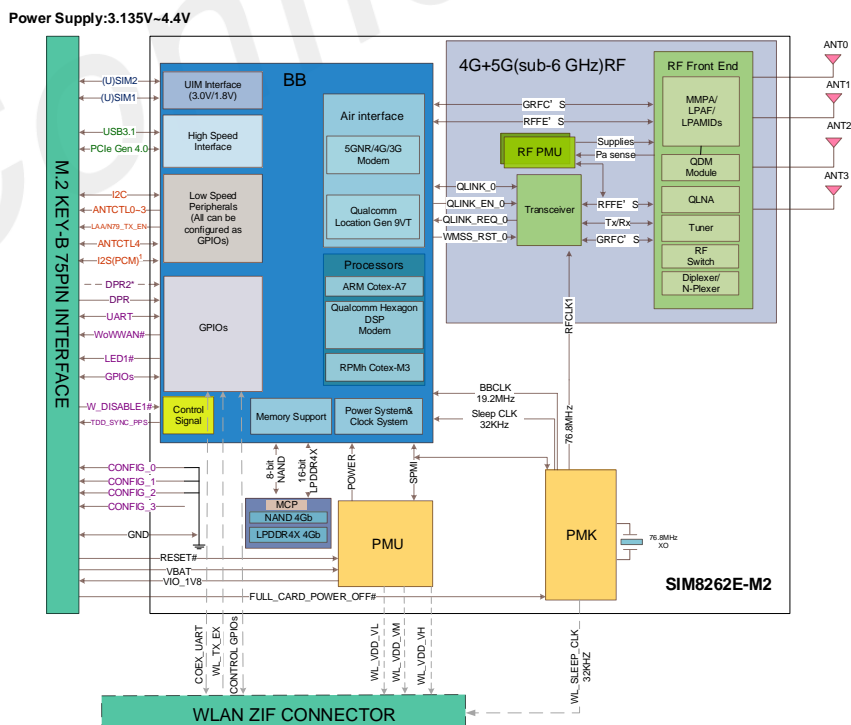 Power Supply:3.135V~4.4V
M.2 KEY-B 75PIN INTERFACE
(U)SIM2
(U)SIM1
USB3.1
PCIe Gen 4.0
I2C
ANTCTL0~3
LAA/N79_TX_EN
ANTCTL4
I2S(PCM)¹
DPR2*
DPR
UART
WoWWAN#
LED1#
GPIOs
W_DISABLE1#
TDD_SYNC_PPS
CONFIG_0
CONFIG_1
CONFIG_2
CONFIG_3
GND
RESET#
VBAT
VIO_1V8
FULL_CARD_POWER_OFF#
BB
UIM Interface
(3.0V/1.8V)
High Speed
Interface
Low Speed
Peripherals
(All can be
configured as
GPIOs)
GPIOs
Control
Signal
Air interface
5GNR/4G/3G
Modem
Qualcomm
Location Gen 9VT
Processors
ARM Cotex-A7
Qualcomm Hexagon
DSP
Modem
RPMh Cotex-M3
Memory Support
Power System&
Clock System
4G+5G(sub-6 GHz)RF
GRFC'S
RFFE'S
RF PMU
Supplies
Pa sense
QLINK_0
QLINK_EN_0
QLINK_REQ_0
WMSS_RST_0
Transceiver
RFFE'S
Tx/Rx
GRFC'S
RF Front End
MMPA/
LPAF/
LPAMIDs
QDM
Module
QLNA
Tuner
RF
Switch
Diplexer/
N-Plexer
ANT0
ANT1
ANT2
ANT3
RFCLK1
76.8MHz
BBCLK
19.2MHz
Sleep CLK
32KHz
8-bit
NAND
16-bit
LPDDR4X
POWER
SPMI
MCP
NAND 4Gb
LPDDR4X 4Gb
PMU
PMK
76.8MHz
XO
SIM8262E-M2
COEX_UART
WL_TX_EX
CONTROL GPIOs
WL_VDD_VL
WL_VDD_VM
WL_VDD_VH
WL_SLEEP_CLK
32KHZ
WLAN ZIF CONNECTOR